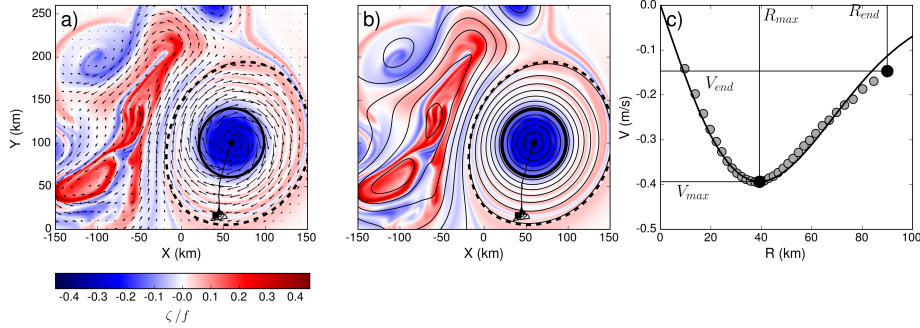 a)
250
200
150
100
50
0
Y (km)
-150 -100 -50 0 50 100 150
X (km)
-0.4 -0.3 -0.2 -0.1 0.0 0.1 0.2 0.3 0.4
ζ/f
b)
-150 -100 -50 0 50 100 150
X (km)
c)
0.0
-0.1
-0.2
-0.3
-0.4
-0.5
V (m/s)
R_max
R_end
V_end
V_max
0 20 40 60 80 100
R (km)